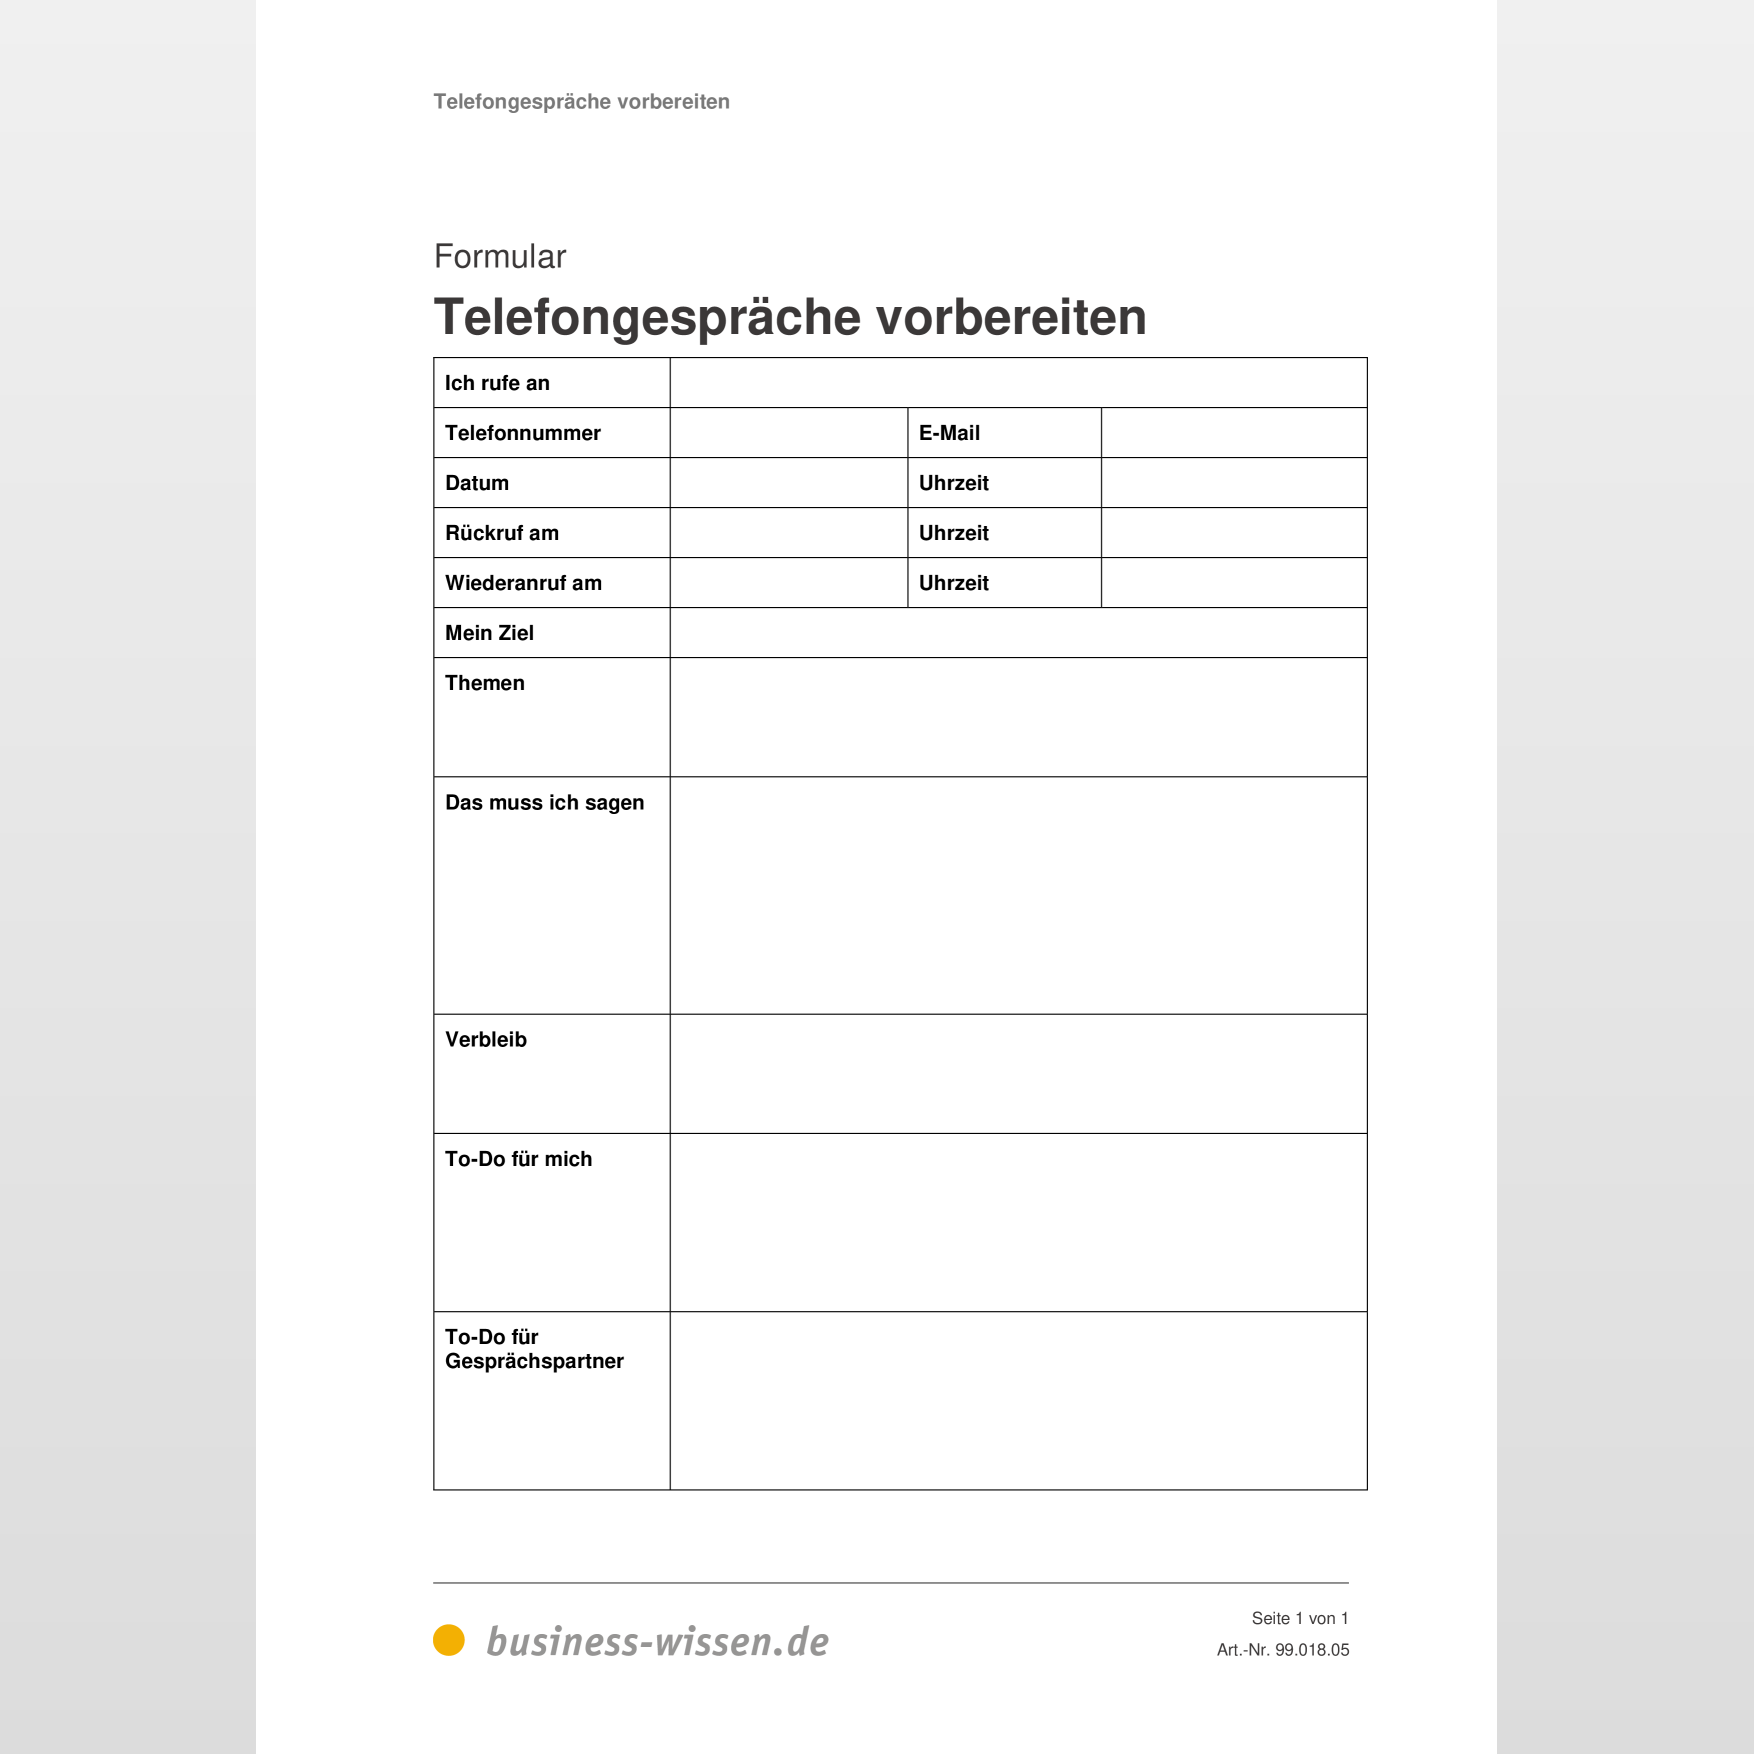 Telefongespräche vorbereiten
Formular
Telefongespräche vorbereiten
Ich rufe an
Telefonnummer E-Mail
Datum Uhrzeit
Rückruf am Uhrzeit
Wiederanruf am Uhrzeit
Mein Ziel
Themen
Das muss ich sagen
Verbleib
To-Do für mich
To-Do für
Gesprächspartner
business-wissen.de
Seite 1 von 1
Art.-Nr. 99.018.05